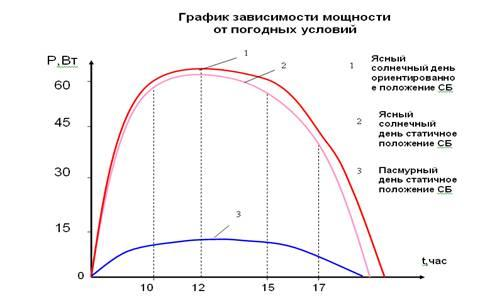 График зависимости мощности
от погодных условий
P,Вт
60
45
30
15
0
10
12
15
17
t,час
1
2
3
1 Ясный
солнечный день
ориентированно
е положение СБ
2 Ясный
солнечный
день статичное
положение СБ
3 Пасмурный
день статичное
положение СБ